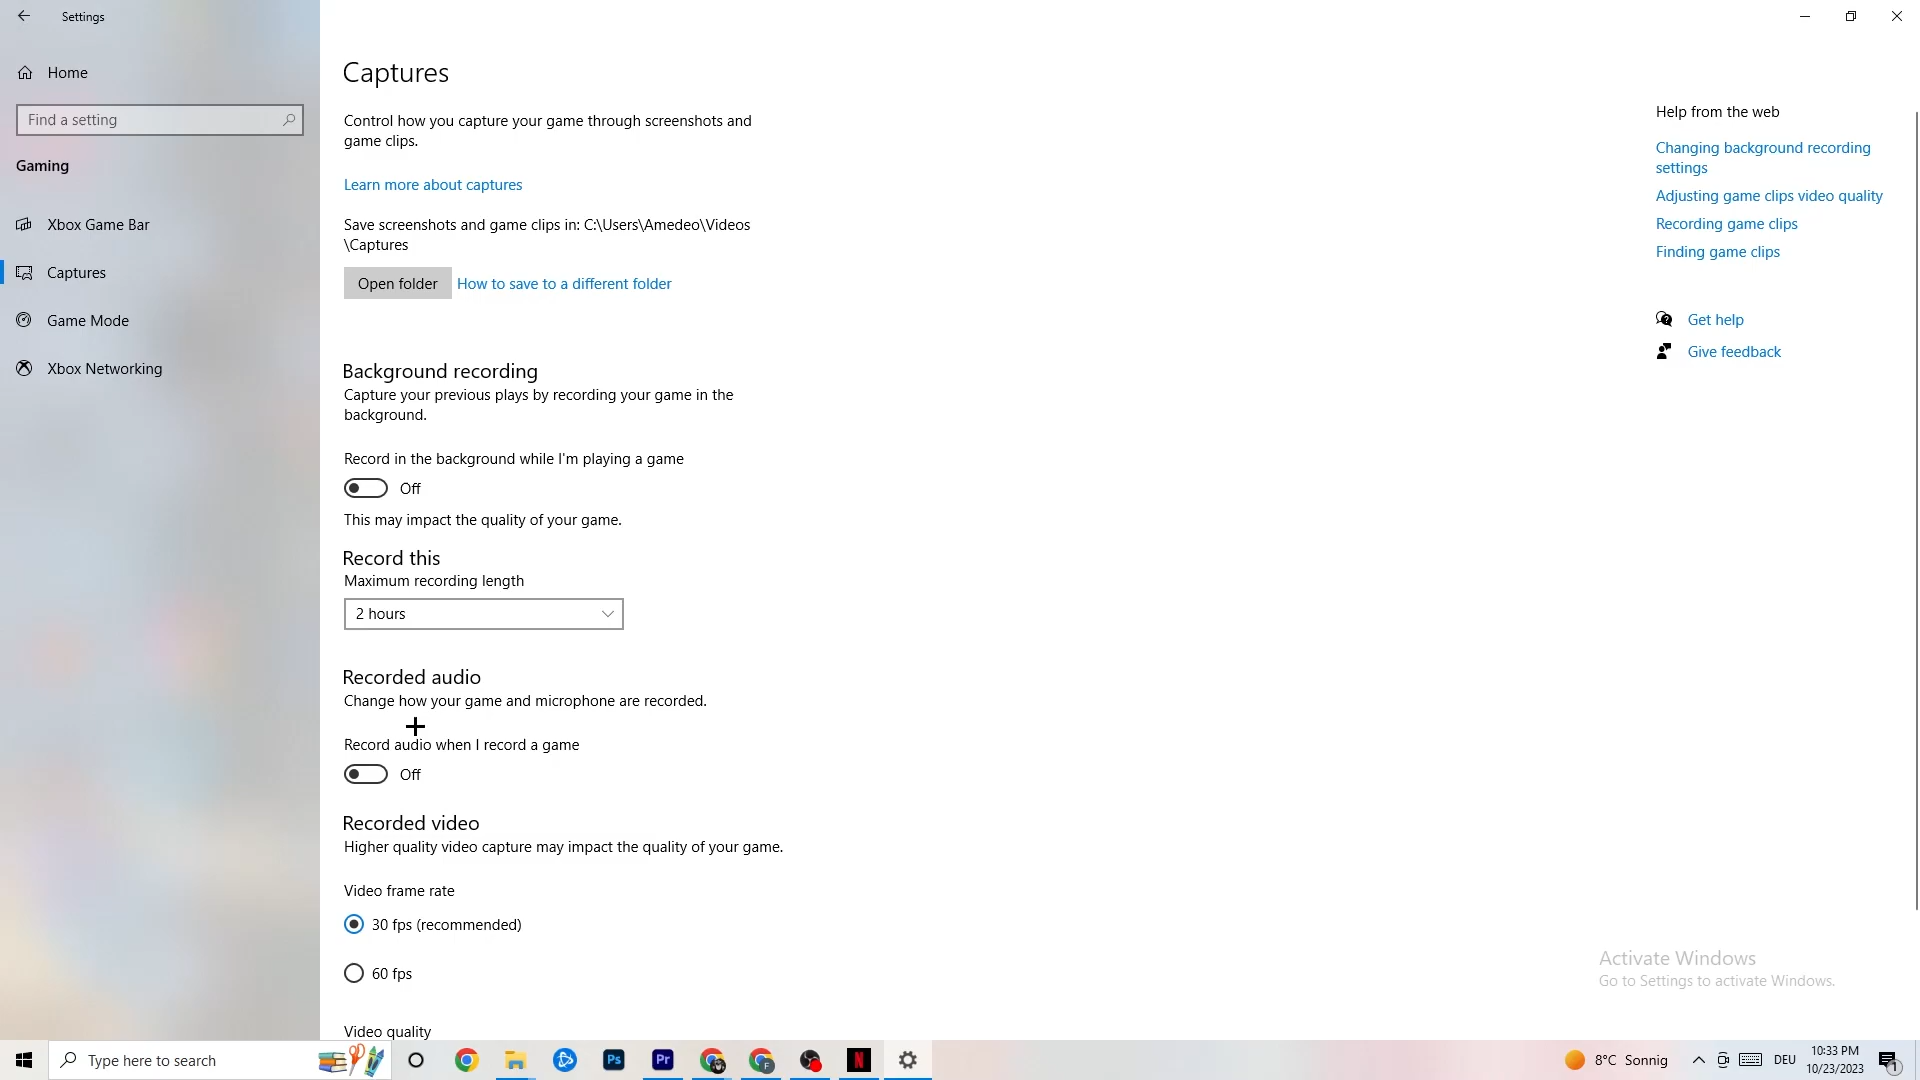 Settings
Home
Find a setting
Gaming
Xbox Game Bar
Captures
Game Mode
Xbox Networking
Captures
Control how you capture your game through screenshots and
game clips.
Learn more about captures
Save screenshots and game clips in: C:\Users\Amedeo\Videos
\Captures
Open folder
How to save to a different folder
Background recording
Capture your previous plays by recording your game in the
background.
Record in the background while I'm playing a game
Off
This may impact the quality of your game.
Record this
Maximum recording length
2 hours
Recorded audio
Change how your game and microphone are recorded.
Record audio when I record a game
Off
Recorded video
Higher quality video capture may impact the quality of your game.
Video frame rate
30 fps (recommended)
60 fps
Video quality
Help from the web
Changing background recording
settings
Adjusting game clips video quality
Recording game clips
Finding game clips
Get help
Give feedback
Activate Windows
Go to Settings to activate Windows.
Type here to search
Ps
Pr
F
N
8°C Sonnig
DEU
10:33 PM
10/23/2023
1